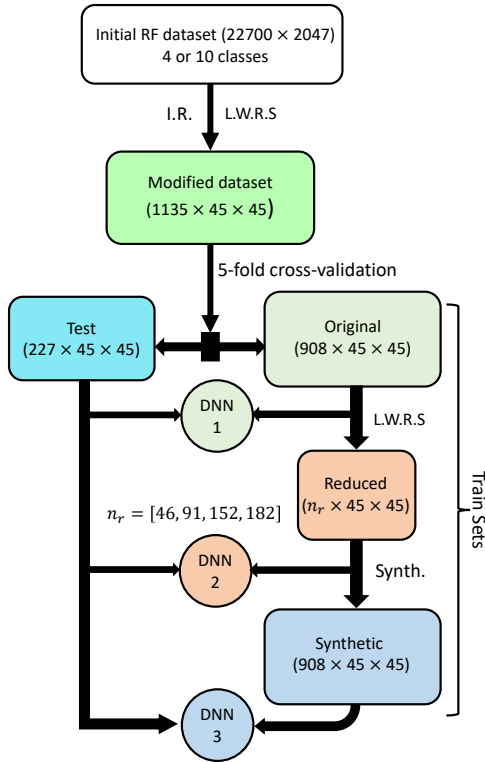 Initial RF dataset (22700 × 2047)
4 or 10 classes
I.R.
L.W.R.S
Modified dataset
(1135 × 45 × 45)
5-fold cross-validation
Test
(227 × 45 × 45)
Original
(908 × 45 × 45)
DNN
1
L.W.R.S
Reduced
(n_r × 45 × 45)
n_r = [46, 91, 152, 182]
DNN
2
Synth.
Synthetic
(908 × 45 × 45)
DNN
3
Train Sets